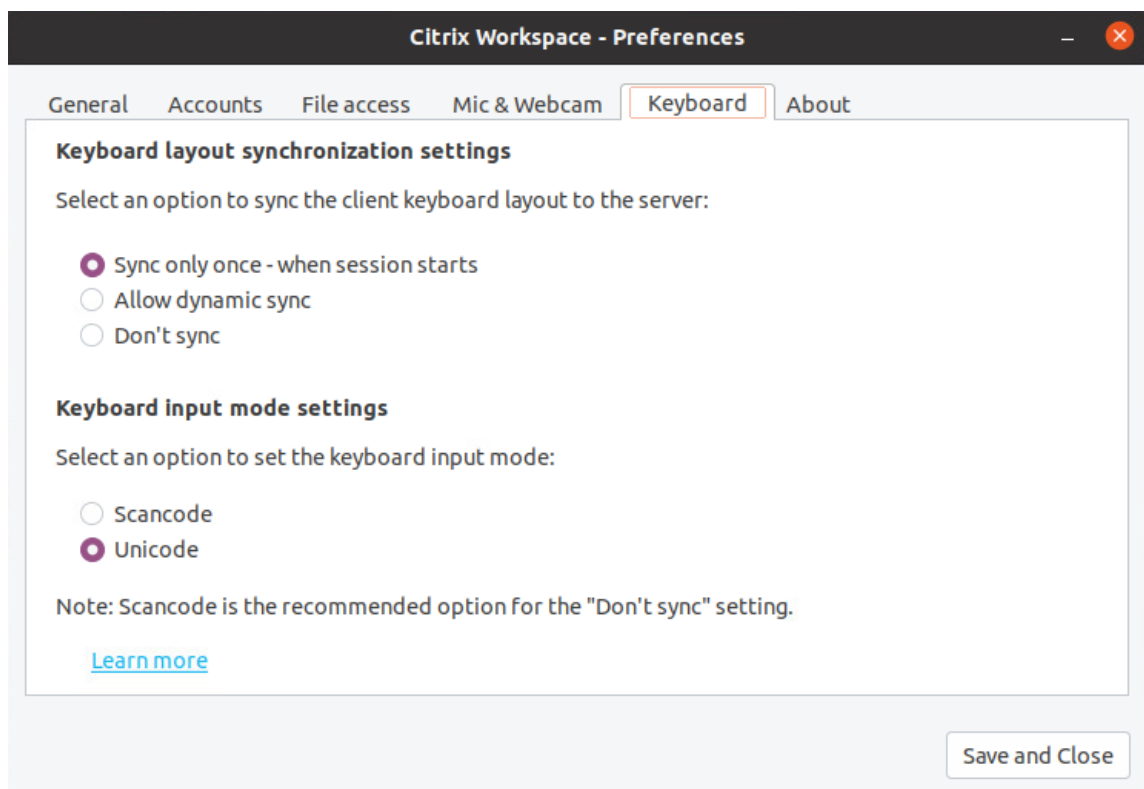 Citrix Workspace - Preferences
General Accounts File access Mic & Webcam Keyboard About
Keyboard layout synchronization settings
Select an option to sync the client keyboard layout to the server:
Sync only once - when session starts
Allow dynamic sync
Don't sync
Keyboard input mode settings
Select an option to set the keyboard input mode:
Scancode
Unicode
Note: Scancode is the recommended option for the "Don't sync" setting.
Learn more
Save and Close